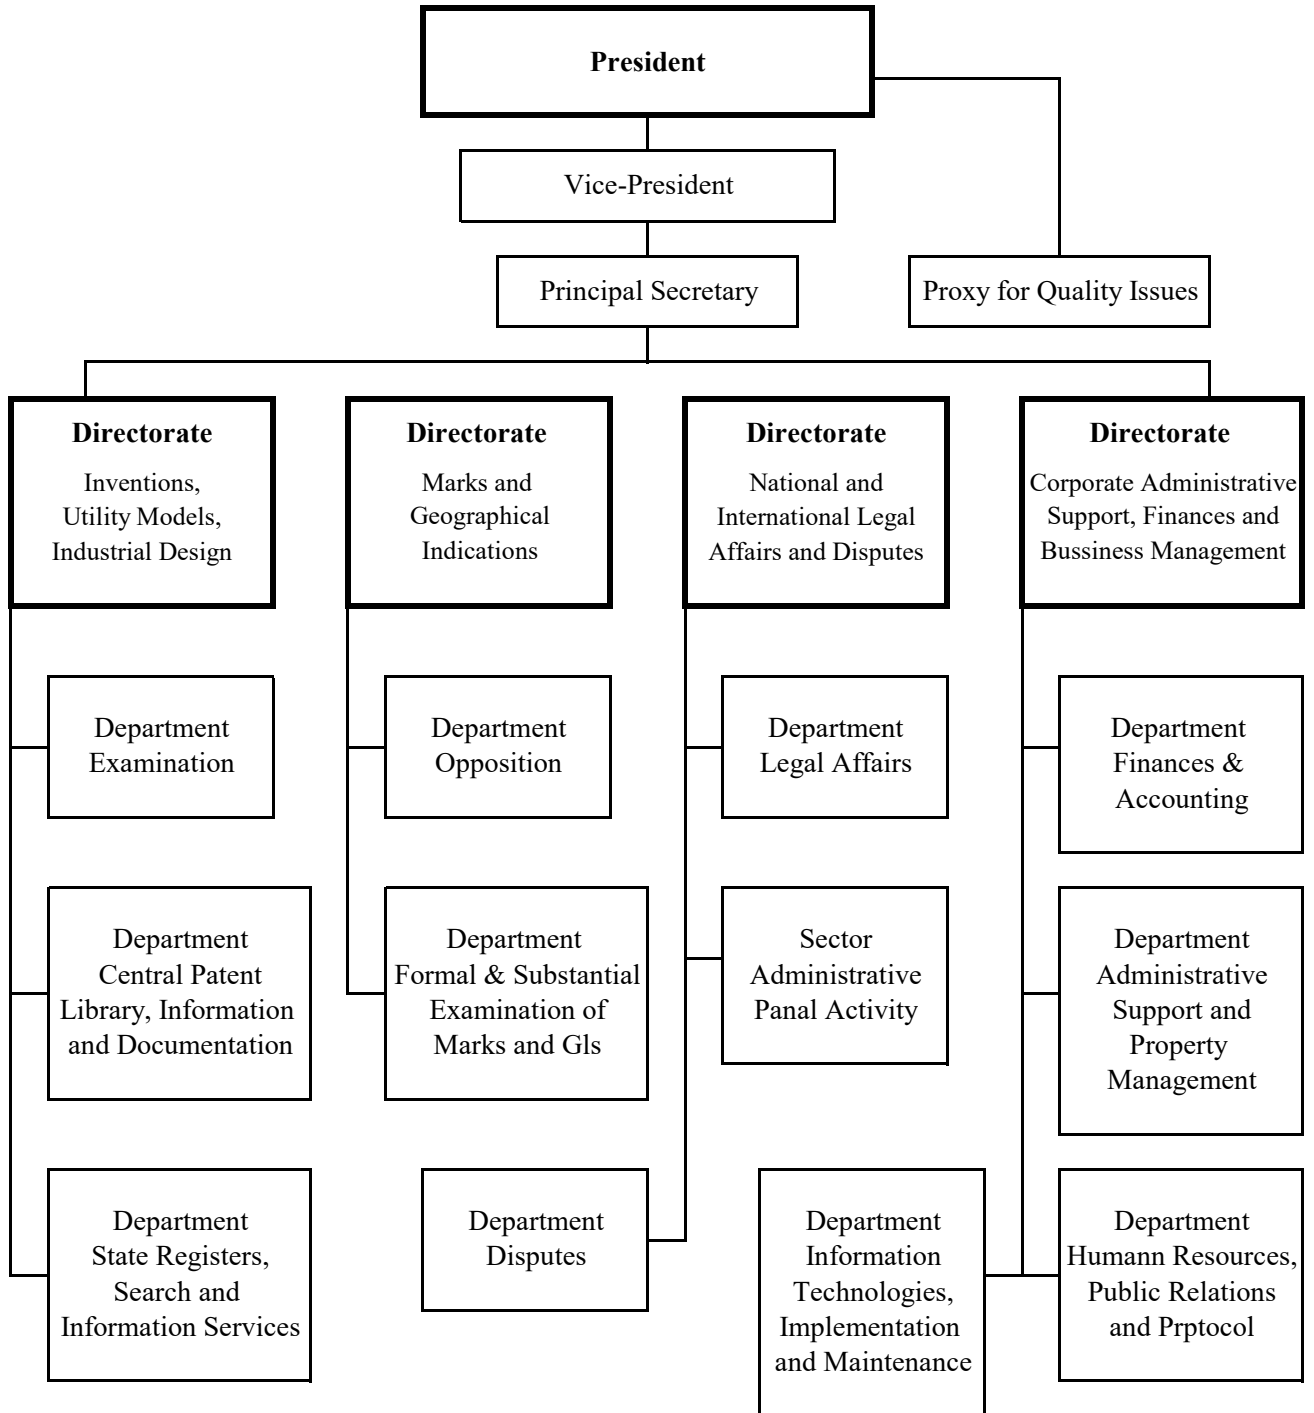 President
Vice-President
Principal Secretary
Proxy for Quality Issues
Directorate
Inventions,
Utility Models,
Industrial Design
Directorate
Marks and
Geographical
Indications
Directorate
National and
International Legal
Affairs and Disputes
Directorate
Corporate Administrative
Support, Finances and
Bussiness Management
Department
Examination
Department
Opposition
Department
Legal Affairs
Department
Finances &
Accounting
Department
Central Patent
Library, Information
and Documentation
Department
Formal & Substantial
Examination of
Marks and Gls
Sector
Administrative
Panal Activity
Department
Administrative
Support and
Property
Management
Department
State Registers,
Search and
Information Services
Department
Disputes
Department
Information
Technologies,
Implementation
and Maintenance
Department
Humann Resources,
Public Relations
and Prptocol